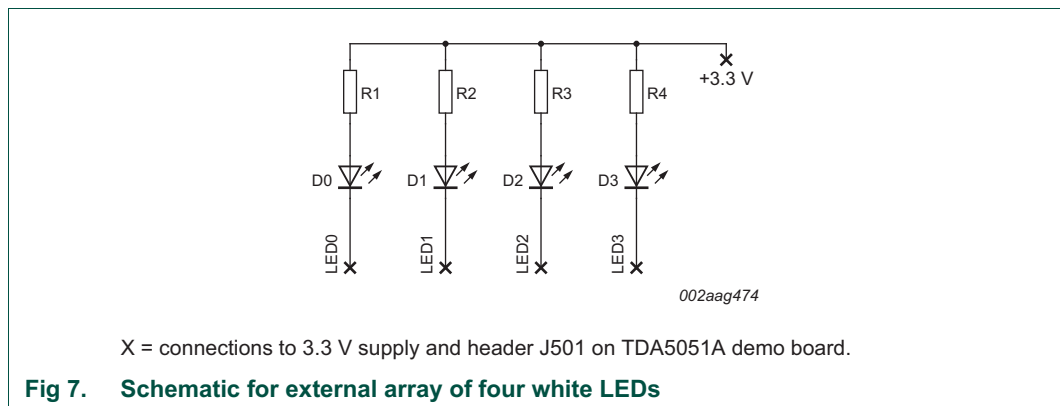 +3.3 V
R1
R2
R3
R4
D0
D1
D2
D3
LED0
LED1
LED2
LED3
002aag474
X = connections to 3.3 V supply and header J501 on TDA5051A demo board.
Fig 7. Schematic for external array of four white LEDs